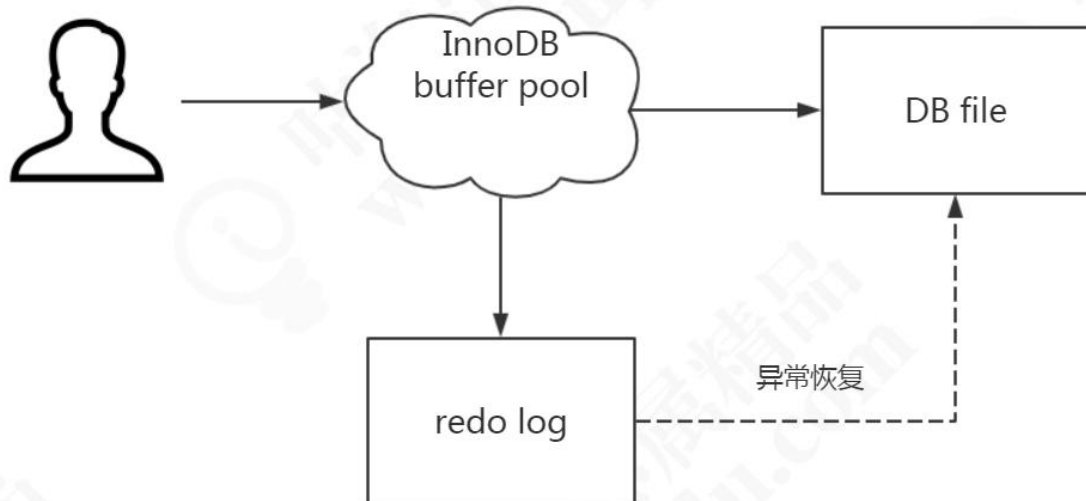 InnoDB
buffer pool
DB file
异常恢复
redo log